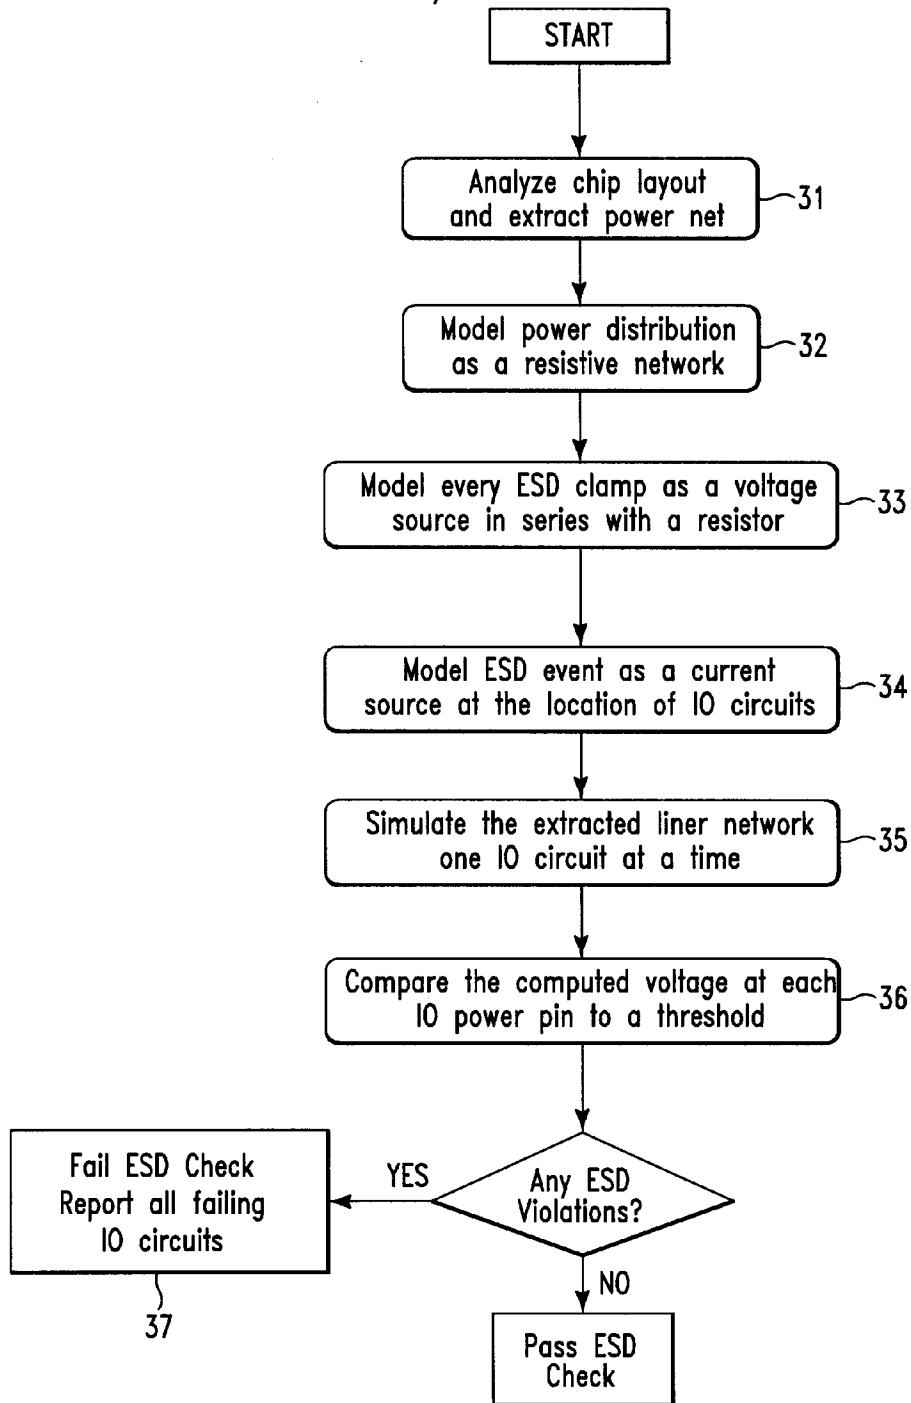 START
Analyze chip layout
and extract power net
31
Model power distribution
as a resistive network
32
Model every ESD clamp as a voltage
source in series with a resistor
33
Model ESD event as a current
source at the location of IO circuits
34
Simulate the extracted liner network
one IO circuit at a time
35
Compare the computed voltage at each
IO power pin to a threshold
36
Any ESD
Violations?
YES
Fail ESD Check
Report all failing
IO circuits
37
NO
Pass ESD
Check